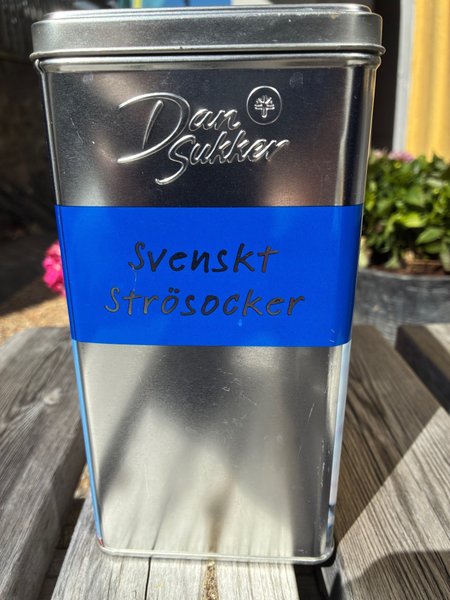 Dan
Sukker
Svenskt
Strösocker